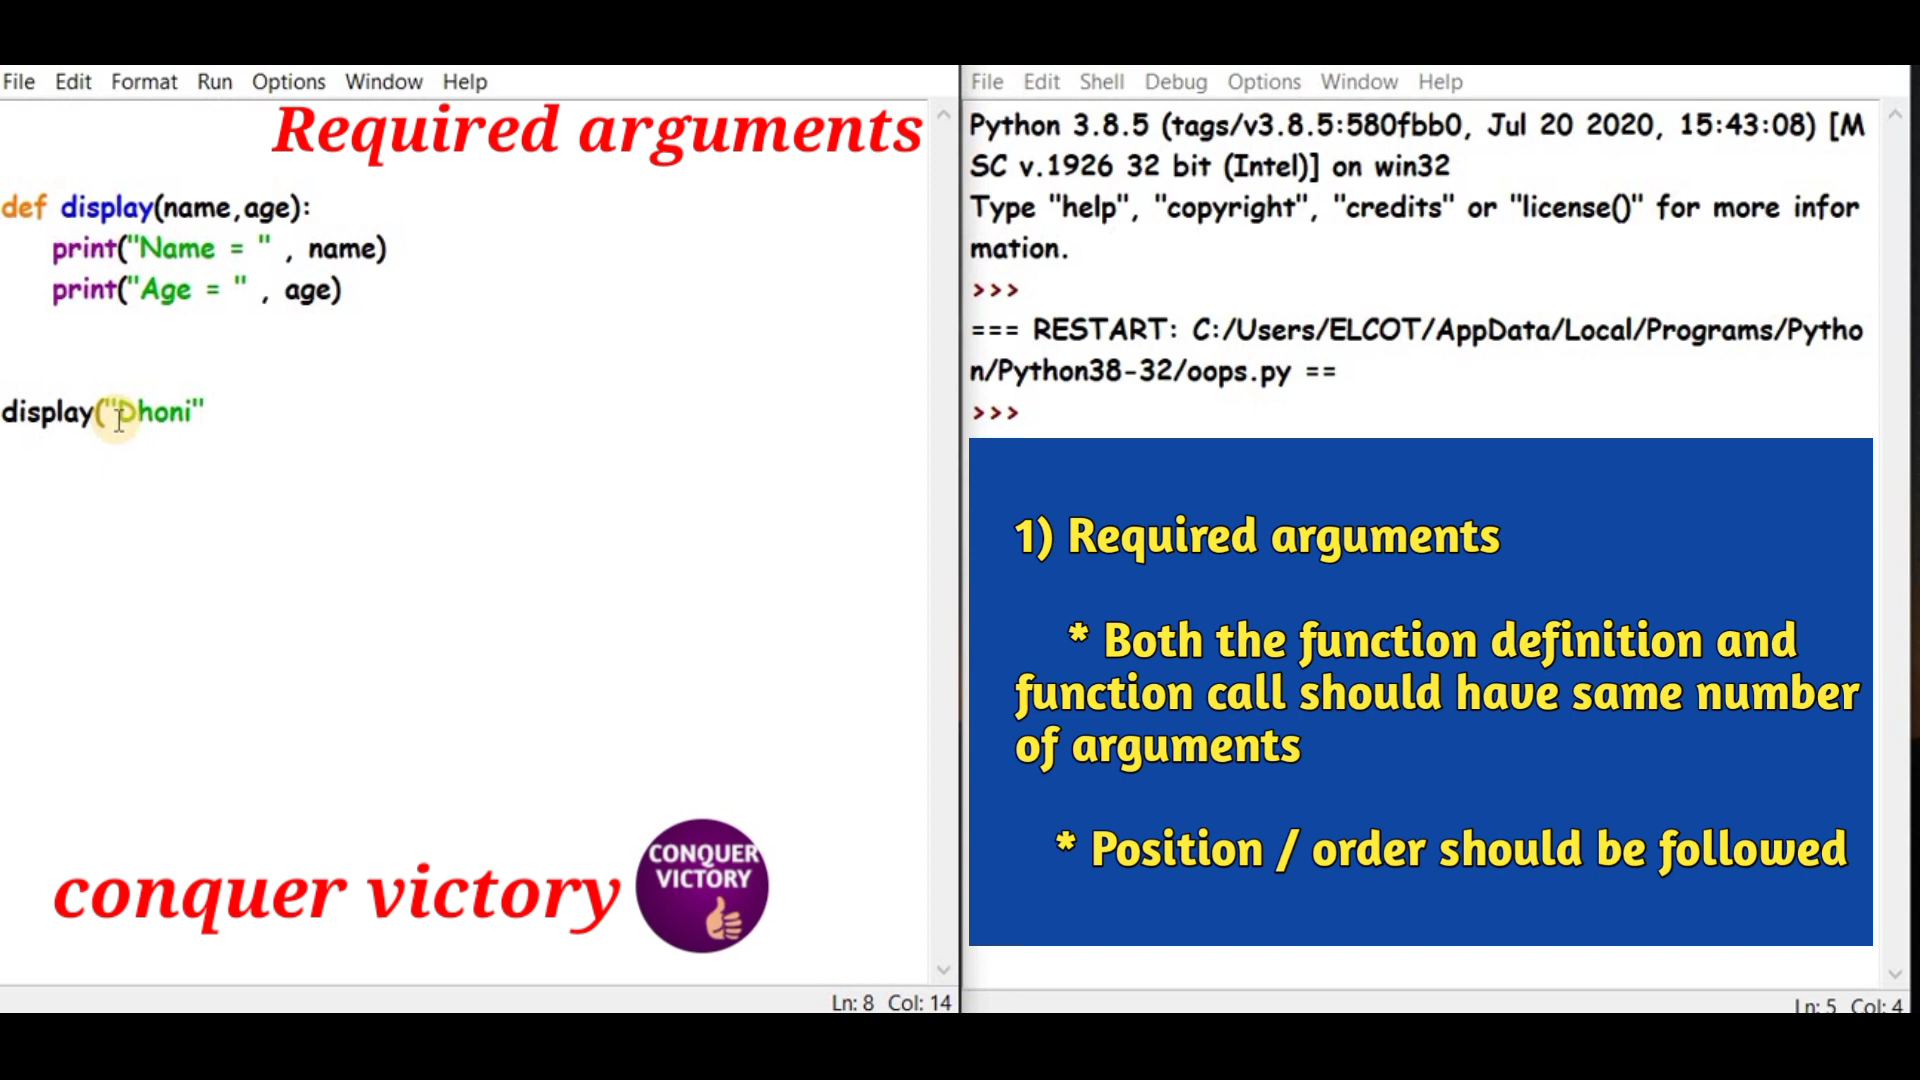 File Edit Format Run Options Window Help
Required arguments
def display(name,age):
print("Name = " , name)
print("Age = " , age)
display("Dhoni"
conquer victory
CONQUER
VICTORY
Ln: 8 Col: 14
File Edit Shell Debug Options Window Help
Python 3.8.5 (tags/v3.8.5:580fbb0, Jul 20 2020, 15:43:08) [M
SC v.1926 32 bit (Intel)] on win32
Type "help", "copyright", "credits" or "license()" for more infor
mation.
>>>
=== RESTART: C:/Users/ELCOT/AppData/Local/Programs/Pytho
n/Python38-32/oops.py ==
>>>
1) Required arguments
* Both the function definition and
function call should have same number
of arguments
* Position / order should be followed
Ln: 5 Col: 4